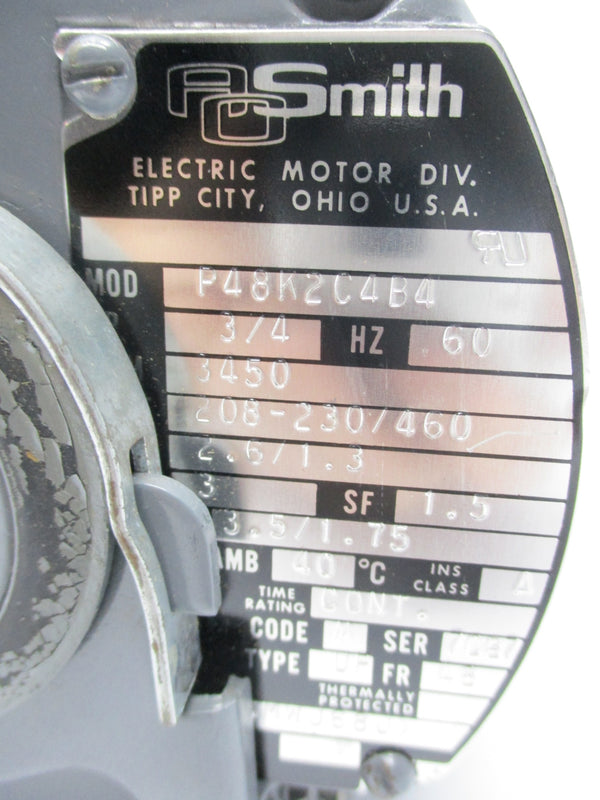 AO Smith
ELECTRIC MOTOR DIV.
TIPP CITY, OHIO U.S.A.
MOD P48K2C4B4
3/4 HZ 60
3450
208-230/460
2.6/1.3
3 SF 1.5
3.5/1.75
AMB 40 °C INS CLASS A
TIME RATING CONT.
CODE M SER
TYPE FR 48
THERMALLY PROTECTED